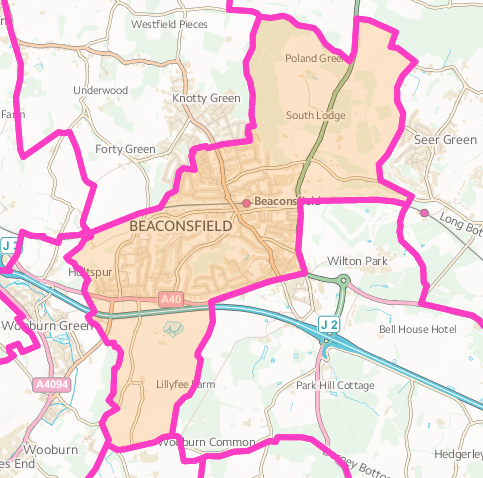 Westfield Pieces
Poland Green
Underwood
Knotty Green
Farm
South Lodge
Seer Green
Forty Green
Beaconsfield
Long Bott
BEACONSFIELD
J 2
Holtspur
Wilton Park
A40
Wooburn Green
J 2
Bell House Hotel
A4094
Lillyfee Farm
Park Hill Cottage
Wooburn Common
Wooburn
Hedgerley
es End
ney Bottom